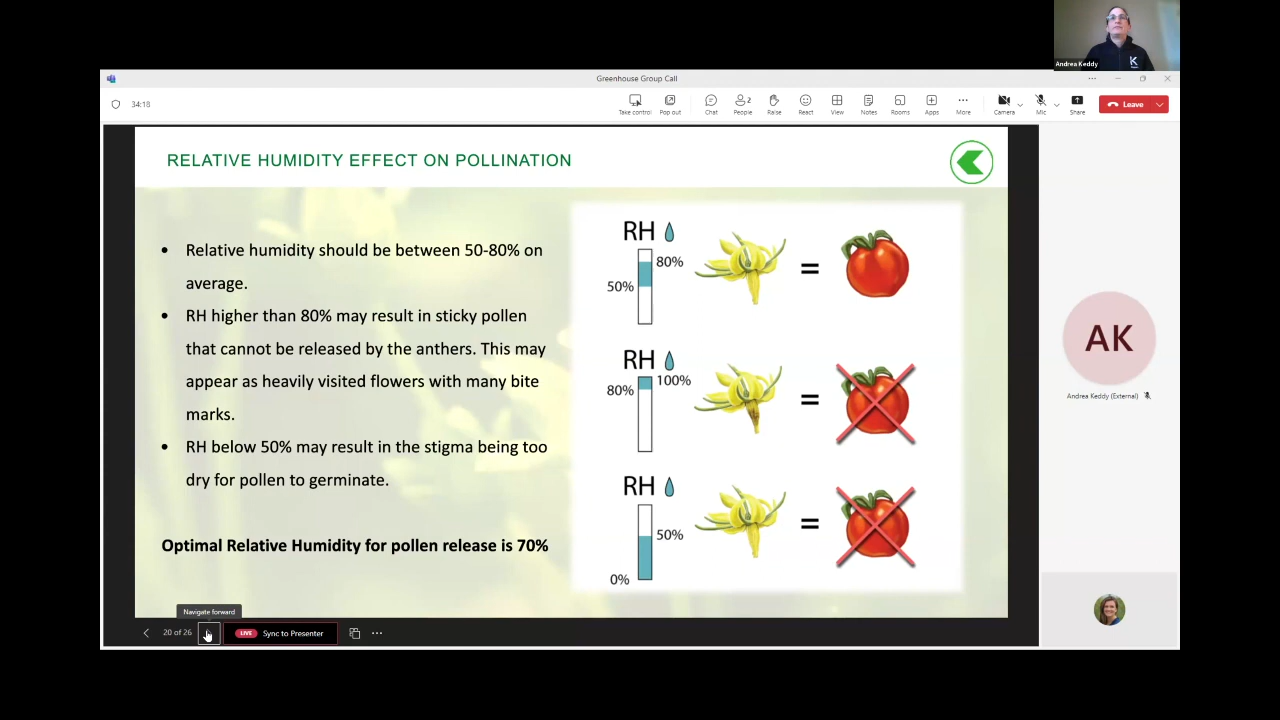 Andrea Keddy
K
Greenhouse Group Call
34:18
Take control
Pop out
Chat
2
People
Raise
React
View
Notes
Rooms
Apps
More
Camera
Mic
Share
Leave
RELATIVE HUMIDITY EFFECT ON POLLINATION
• Relative humidity should be between 50-80% on
average.
• RH higher than 80% may result in sticky pollen
that cannot be released by the anthers. This may
appear as heavily visited flowers with many bite
marks.
• RH below 50% may result in the stigma being too
dry for pollen to germinate.
Optimal Relative Humidity for pollen release is 70%
RH
80%
50%
=
RH
100%
80%
=
RH
50%
0%
=
AK
Andrea Keddy (External)
Navigate forward
20 of 26
LIVE Sync to Presenter